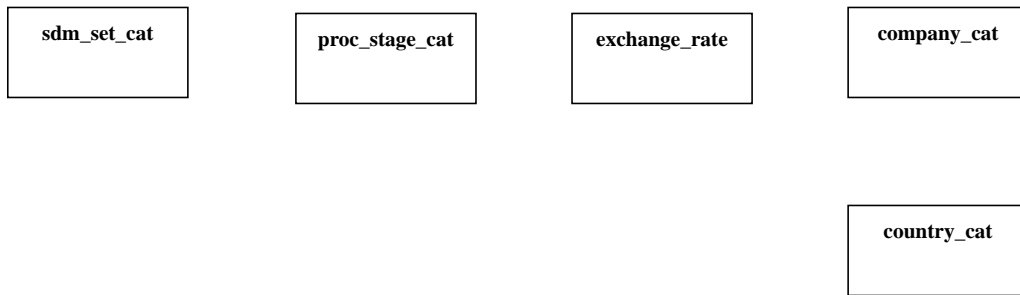 sdm_set_cat
proc_stage_cat
exchange_rate
company_cat
country_cat